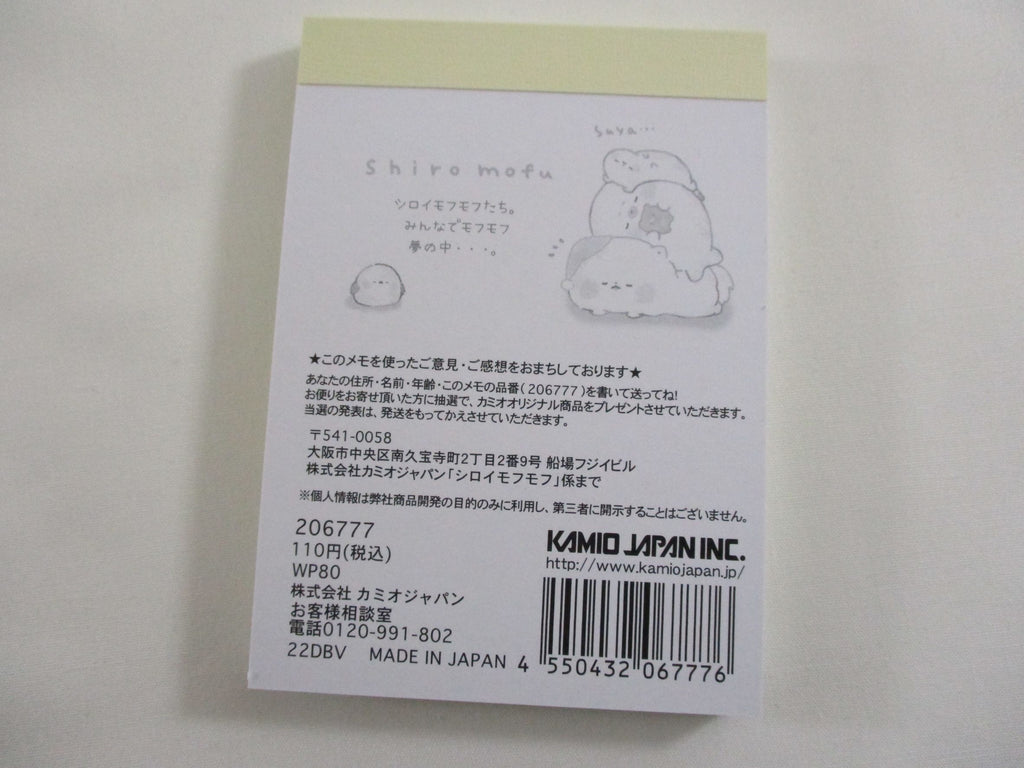 suya...
shiro mofu
シロイモフモフたち。
みんなでモフモフ
夢の中・・・。
★このメモを使ったご意見・ご感想をおまちしております★
あなたの住所・名前・年齢・このメモの品番(206777)を書いて送ってね!
お便りをお寄せ頂いた方に抽選で、カミオオリジナル商品をプレゼントさせていただきます。
当選の発表は、発送をもってかえさせていただきます。
〒541-0058
大阪市中央区南久宝寺町2丁目2番9号 船場フジイビル
株式会社カミオジャパン「シロイモフモフ」係まで
※個人情報は弊社商品開発の目的のみに利用し、第三者に開示することはございません。
206777
110円(税込)
WP80
株式会社 カミオジャパン
お客様相談室
電話0120-991-802
22DBV MADE IN JAPAN
KAMIO JAPAN INC.
http://www.kamiojapan.jp/
4 550432 067776